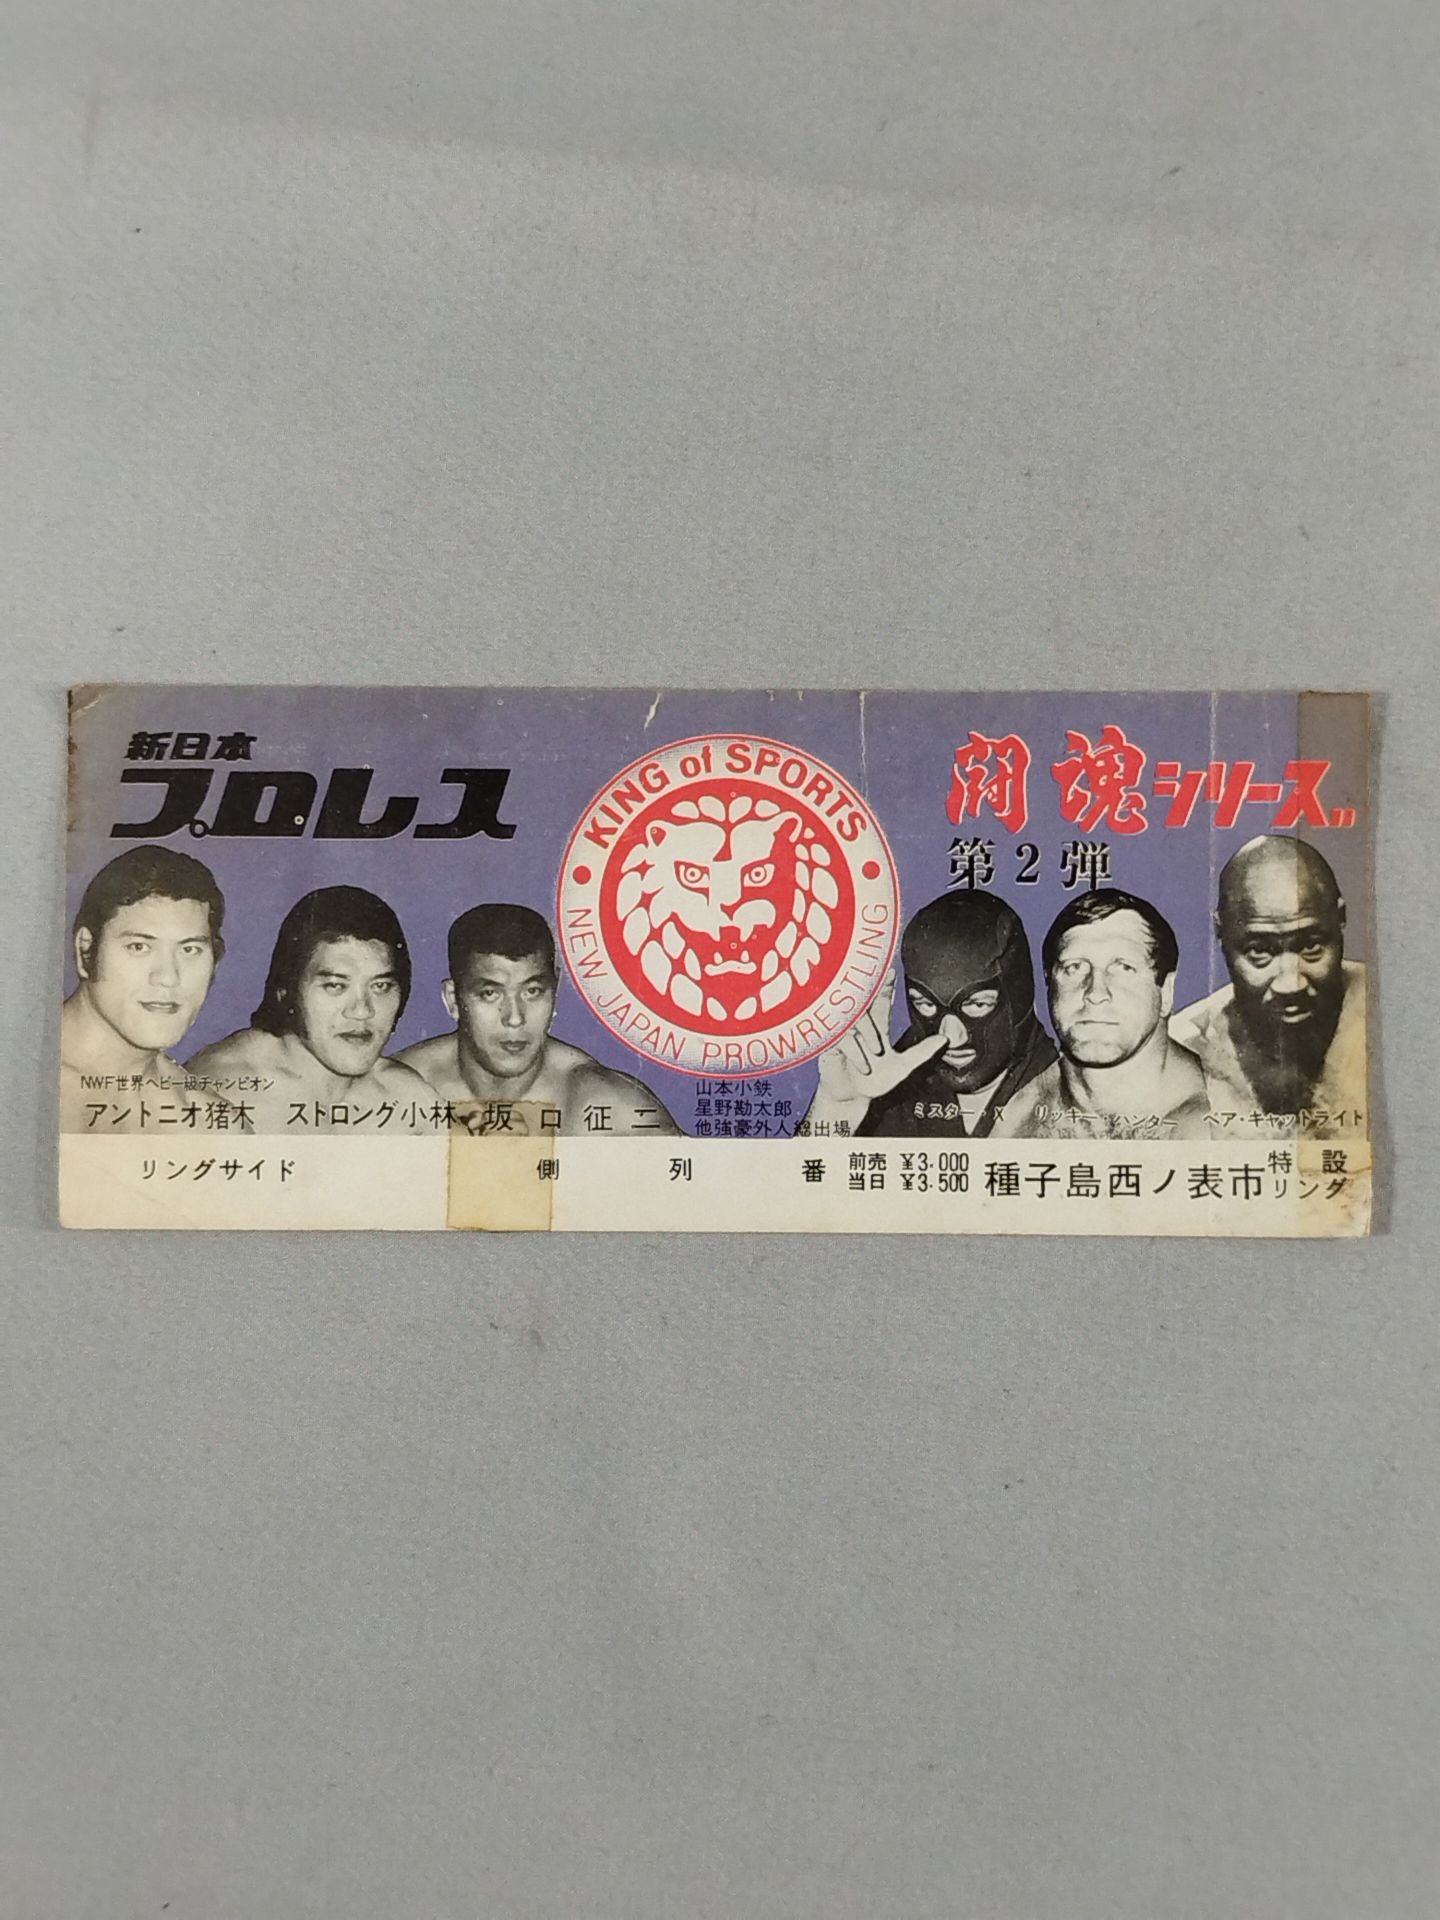 新日本
プロレス
KING of SPORTS
NEW JAPAN PROWRESTLING
闘魂シリーズ!!
第2弾
NWF世界ヘビー級チャンピオン
アントニオ猪木 ストロング小林 坂口征二
山本小鉄
星野勘太郎
他強豪外人総出場
ミスター・X リッキー・ハンター ベア・キャットライト
リングサイド 側 列 番
前売 ¥3.000
当日 ¥3.500
種子島西ノ表市
特設
リング